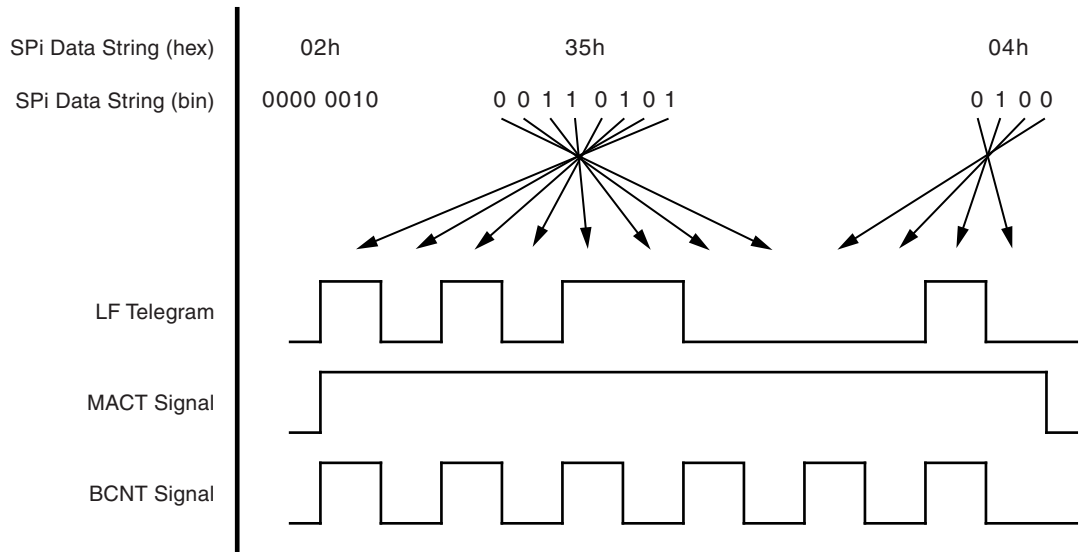 SPi Data String (hex) 02h 35h 04h
SPi Data String (bin) 0000 0010 0 0 1 1 0 1 0 1 0 1 0 0
LF Telegram
MACT Signal
BCNT Signal